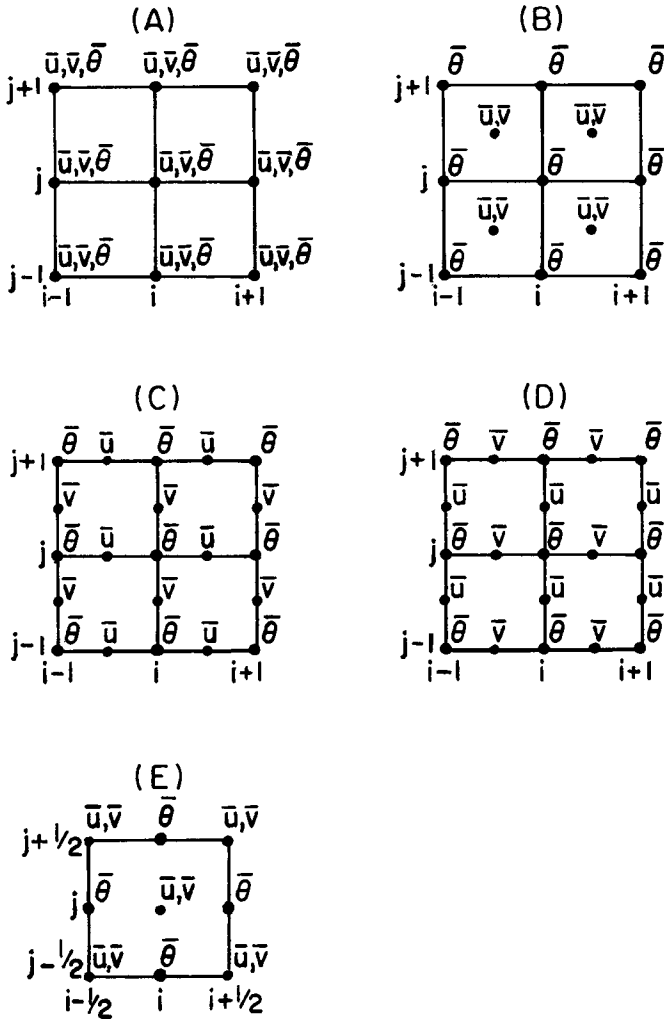 (A)
u̅,v̅,θ̅ u̅,v̅,θ̅ u̅,v̅,θ̅
j+1
u̅,v̅,θ̅ u̅,v̅,θ̅ u̅,v̅,θ̅
j
u̅,v̅,θ̅ u̅,v̅,θ̅ u̅,v̅,θ̅
j-1
i-1 i i+1
(B)
θ̅ θ̅ θ̅
j+1
u̅,v̅ u̅,v̅
j θ̅ θ̅ θ̅
u̅,v̅ u̅,v̅
j-1 θ̅ θ̅ θ̅
i-1 i i+1
(C)
θ̅ u̅ θ̅ u̅ θ̅
j+1
v̅ v̅ v̅
j θ̅ u̅ θ̅ u̅ θ̅
v̅ v̅ v̅
j-1 θ̅ u̅ θ̅ u̅ θ̅
i-1 i i+1
(D)
θ̅ v̅ θ̅ v̅ θ̅
j+1
u̅ u̅ u̅
j θ̅ v̅ θ̅ v̅ θ̅
u̅ u̅ u̅
j-1 θ̅ v̅ θ̅ v̅ θ̅
i-1 i i+1
(E)
u̅,v̅ θ̅ u̅,v̅
j+1/2
j θ̅ u̅,v̅ θ̅
j-1/2 u̅,v̅ θ̅ u̅,v̅
i-1/2 i i+1/2